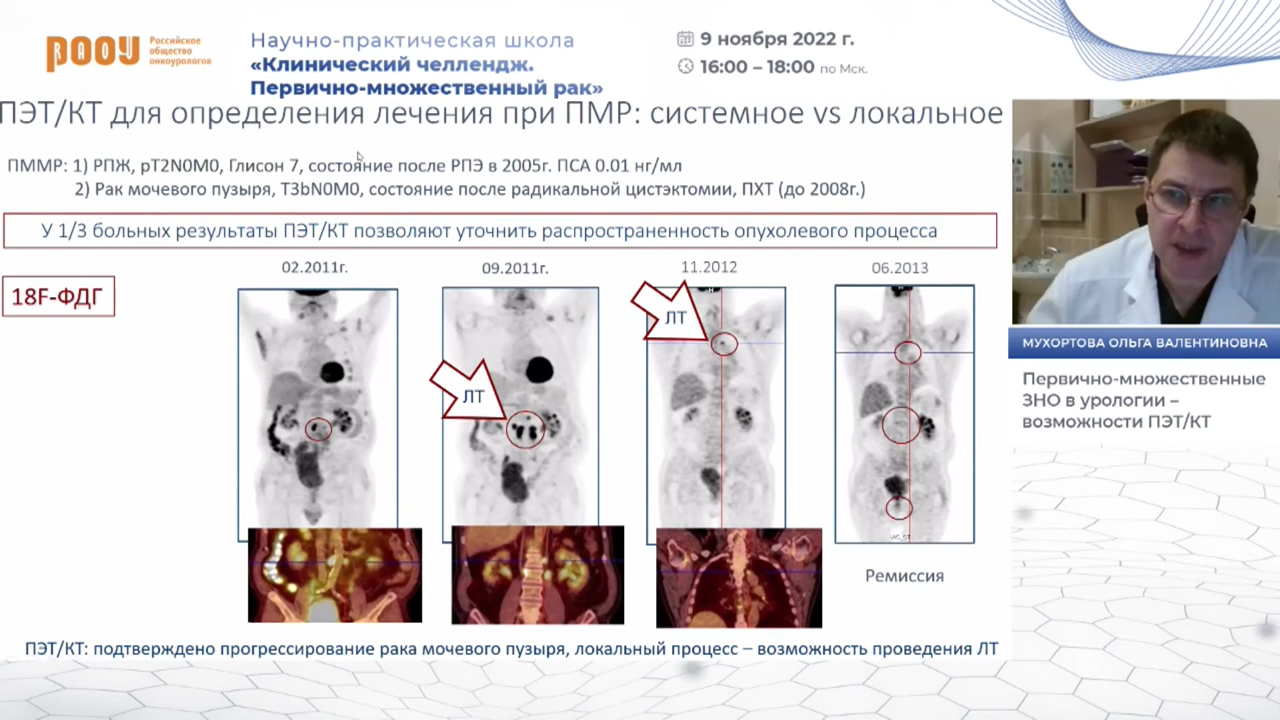 РАОУ
Российское
общество
онкоурологов
Научно-практическая школа
«Клинический челлендж.
Первично-множественный рак»
9 ноября 2022 г.
16:00 – 18:00 по Мск.
ПЭТ/КТ для определения лечения при ПМР: системное vs локальное
ПММР: 1) РПЖ, pT2N0M0, Глисон 7, состояние после РПЭ в 2005г. ПСА 0.01 нг/мл
2) Рак мочевого пузыря, T3bN0M0, состояние после радикальной цистэктомии, ПХТ (до 2008г.)
У 1/3 больных результаты ПЭТ/КТ позволяют уточнить распространенность опухолевого процесса
18F-ФДГ
02.2011г.
09.2011г.
11.2012
06.2013
ЛТ
ЛТ
Ремиссия
ПЭТ/КТ: подтверждено прогрессирование рака мочевого пузыря, локальный процесс – возможность проведения ЛТ
МУХОРТОВА ОЛЬГА ВАЛЕНТИНОВНА
Первично-множественные
ЗНО в урологии –
возможности ПЭТ/КТ